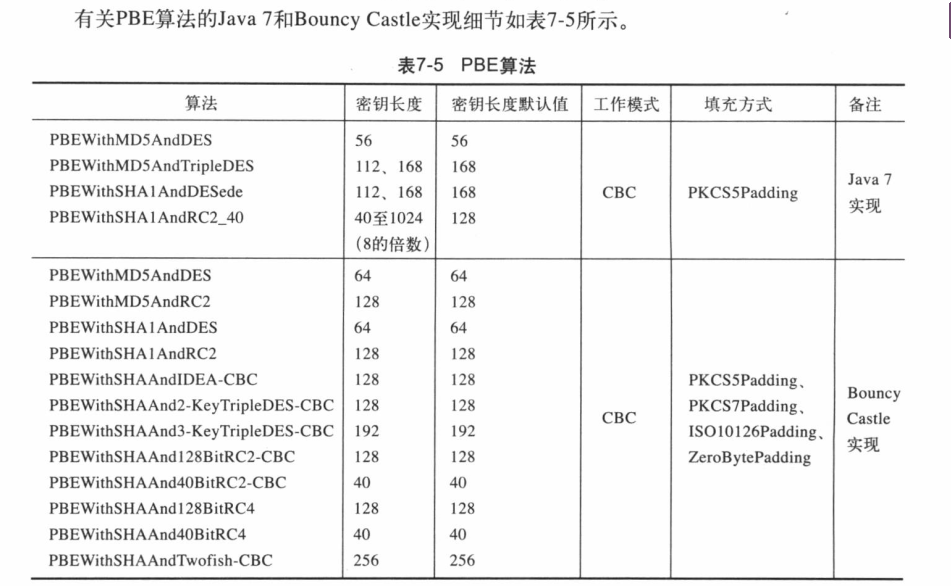 有关PBE算法的Java 7和Bouncy Castle实现细节如表7-5所示。
表7-5 PBE算法
算法 密钥长度 密钥长度默认值 工作模式 填充方式 备注
PBEWithMD5AndDES 56 56
PBEWithMD5AndTripleDES 112、168 168
PBEWithSHA1AndDESede 112、168 168 CBC PKCS5Padding Java 7
PBEWithSHA1AndRC2_40 40至1024 128 实现
(8的倍数)
PBEWithMD5AndDES 64 64
PBEWithMD5AndRC2 128 128
PBEWithSHA1AndDES 64 64
PBEWithSHA1AndRC2 128 128
PBEWithSHAAndIDEA-CBC 128 128 PKCS5Padding、
PBEWithSHAAnd2-KeyTripleDES-CBC 128 128 CBC PKCS7Padding、 Bouncy
PBEWithSHAAnd3-KeyTripleDES-CBC 192 192 ISO10126Padding、 Castle
PBEWithSHAAnd128BitRC2-CBC 128 128 ZeroBytePadding 实现
PBEWithSHAAnd40BitRC2-CBC 40 40
PBEWithSHAAnd128BitRC4 128 128
PBEWithSHAAnd40BitRC4 40 40
PBEWithSHAAndTwofish-CBC 256 256